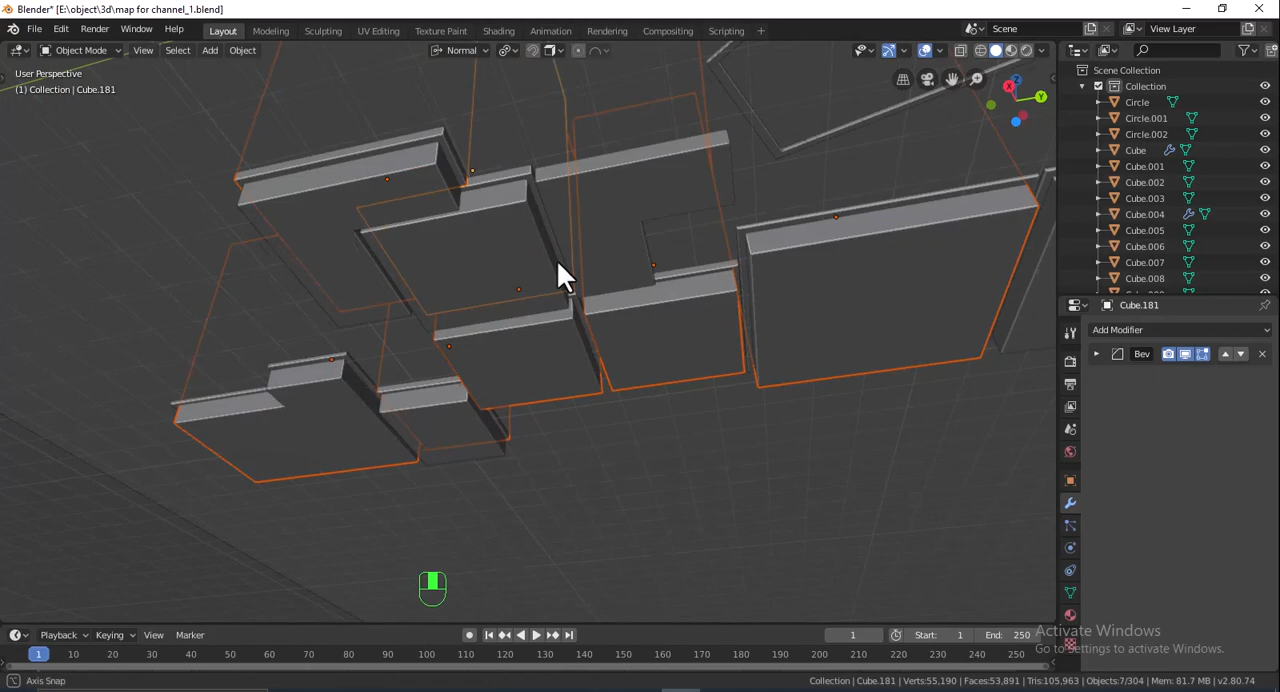 Blender* [E:\object\3d\map for channel_1.blend]
File Edit Render Window Help Layout Modeling Sculpting UV Editing Texture Paint Shading Animation Rendering Compositing Scripting + Scene View Layer
Object Mode View Select Add Object Normal
User Perspective
(1) Collection | Cube.181
Z
X
Y
Scene Collection
Collection
Circle
Circle.001
Circle.002
Cube
Cube.001
Cube.002
Cube.003
Cube.004
Cube.005
Cube.006
Cube.007
Cube.008
Cube.181
Add Modifier
Bev
Activate Windows
Go to Settings to activate Windows.
Playback Keying View Marker 1 Start: 1 End: 250
1 10 20 30 40 50 60 70 80 90 100 110 120 130 140 150 160 170 180 190 200 210 220 230 240 250
Axis Snap Collection | Cube.181 | Verts:55,190 | Faces:53,891 | Tris:105,963 | Objects:7/304 | Mem: 81.7 MB | v2.80.74